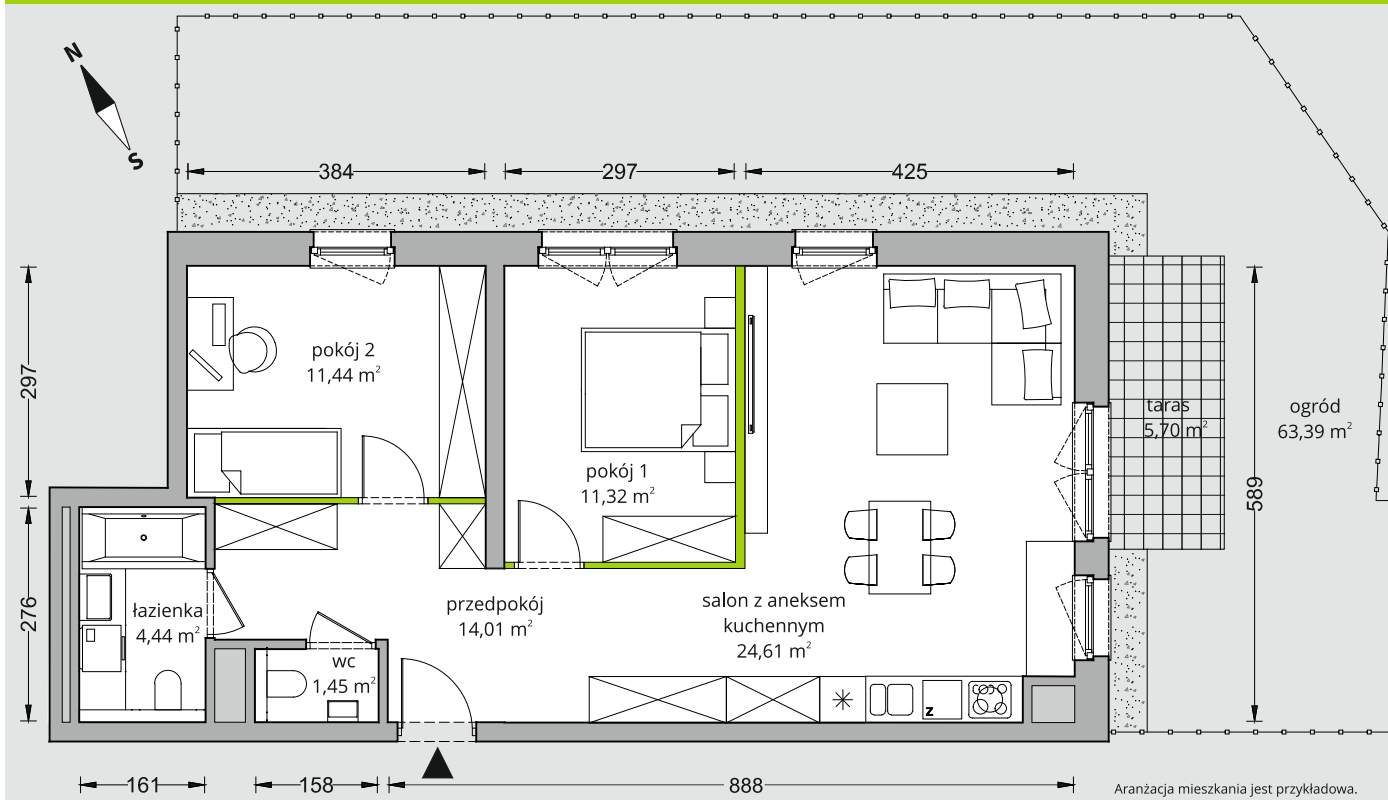 N
S
384
297
425
297
276
589
pokój 2
11,44 m²
pokój 1
11,32 m²
taras
5,70 m²
ogród
63,39 m²
łazienka
4,44 m²
przedpokój
14,01 m²
salon z aneksem
kuchennym
24,61 m²
wc
1,45 m²
z
161
158
888
Aranżacja mieszkania jest przykładowa.